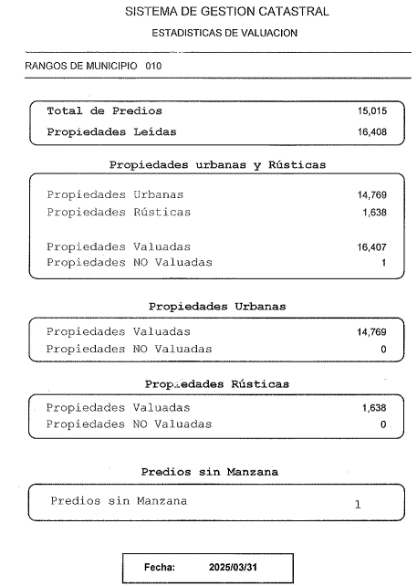 SISTEMA DE GESTION CATASTRAL
ESTADISTICAS DE VALUACION
RANGOS DE MUNICIPIO 010
Total de Predios 15,015
Propiedades Leídas 16,408
Propiedades urbanas y Rústicas
Propiedades Urbanas 14,769
Propiedades Rústicas 1,638
Propiedades Valuadas 16,407
Propiedades NO Valuadas 1
Propiedades Urbanas
Propiedades Valuadas 14,769
Propiedades NO Valuadas 0
Propiedades Rústicas
Propiedades Valuadas 1,638
Propiedades NO Valuadas 0
Predios sin Manzana
Predios sin Manzana 1
Fecha: 2025/03/31